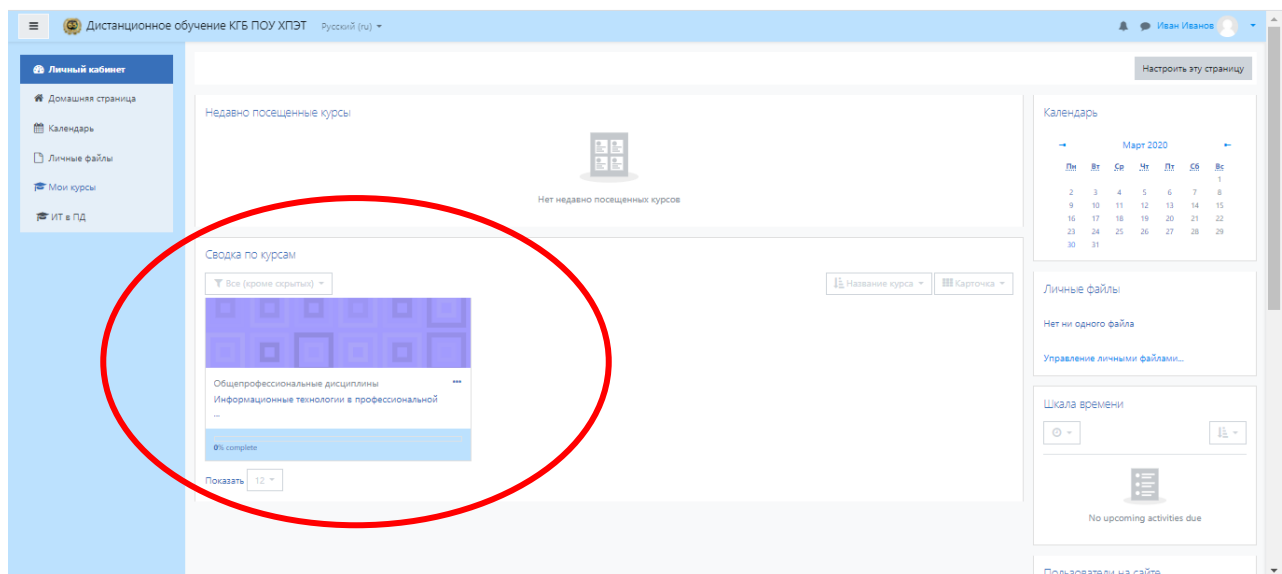 Дистанционное обучение КГБ ПОУ ХПЭТ Русский (ru)
Иван Иванов
Личный кабинет
Домашняя страница
Календарь
Личные файлы
Мои курсы
ИТ в ПД
Настроить эту страницу
Недавно посещенные курсы
Нет недавно посещенных курсов
Сводка по курсам
Все (кроме скрытых)
Название курса
Карточка
Общепрофессиональные дисциплины
Информационные технологии в профессиональной
...
0% complete
Показать 12
Календарь
Март 2020
Пн Вт Ср Чт Пт Сб Вс
1
2 3 4 5 6 7 8
9 10 11 12 13 14 15
16 17 18 19 20 21 22
23 24 25 26 27 28 29
30 31
Личные файлы
Нет ни одного файла
Управление личными файлами...
Шкала времени
No upcoming activities due
Пользователи на сайте